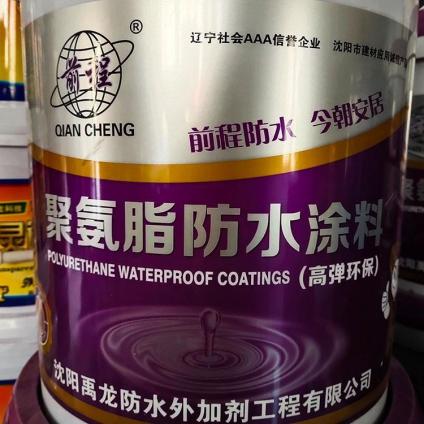 辽宁社会AAA信誉企业 沈阳市建材应用
®
前程
QIAN CHENG
前程防水 今朝安居
聚氨脂防水涂料
POLYURETHANE WATERPROOF COATINGS (高弹环保)
沈阳禹龙防水外加剂工程有限公司